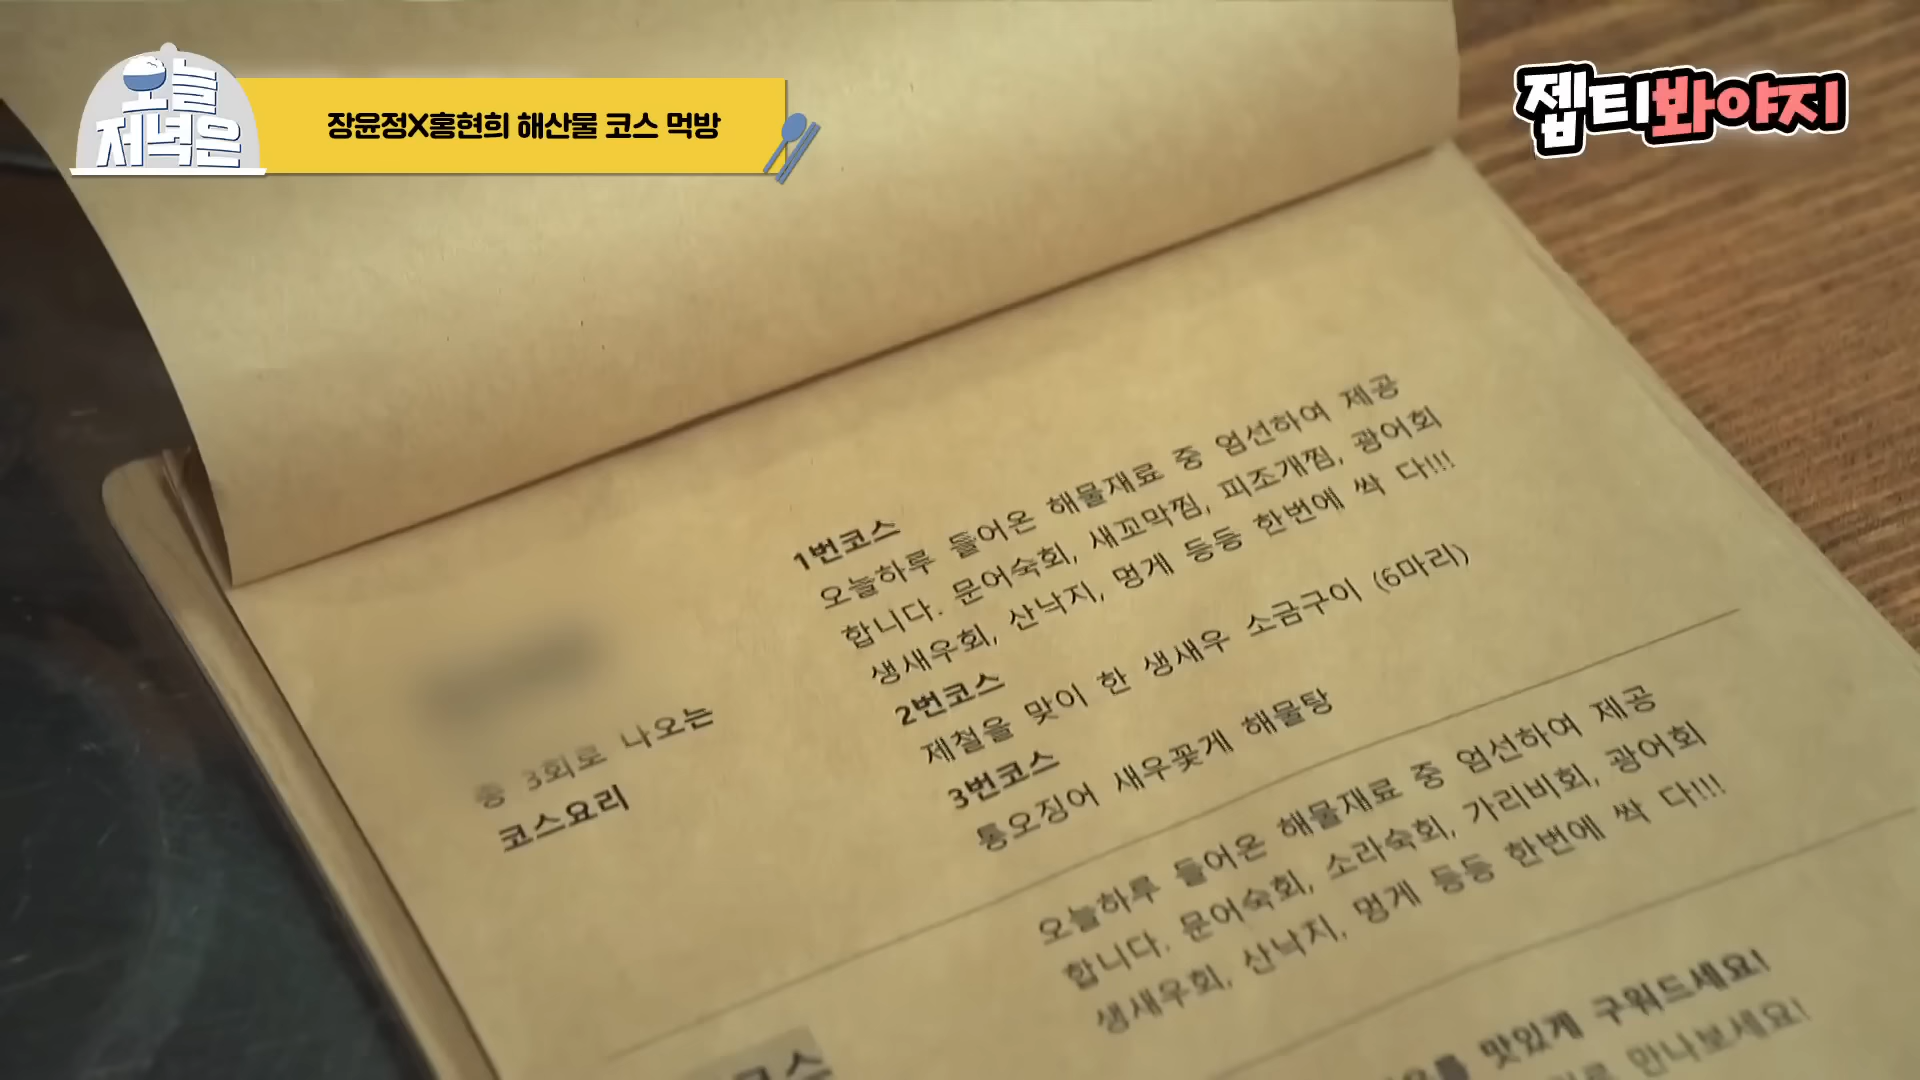 오늘
저녁은
장윤정X홍현희 해산물 코스 먹방
젭티봐야지
총 3회로 나오는
코스요리
1번코스
오늘하루 들어온 해물재료 중 엄선하여 제공
합니다. 문어숙회, 새꼬막찜, 피조개찜, 광어회
생새우회, 산낙지, 멍게 등등 한번에 싹 다!!!
2번코스
제철을 맞이 한 생새우 소금구이 (6마리)
3번코스
통오징어 새우꽃게 해물탕
오늘하루 들어온 해물재료 중 엄선하여 제공
합니다. 문어숙회, 소라숙회, 가리비회, 광어회
생새우회, 산낙지, 멍게 등등 한번에 싹 다!!!
코스
맛있게 구워드세요!
만나보세요!